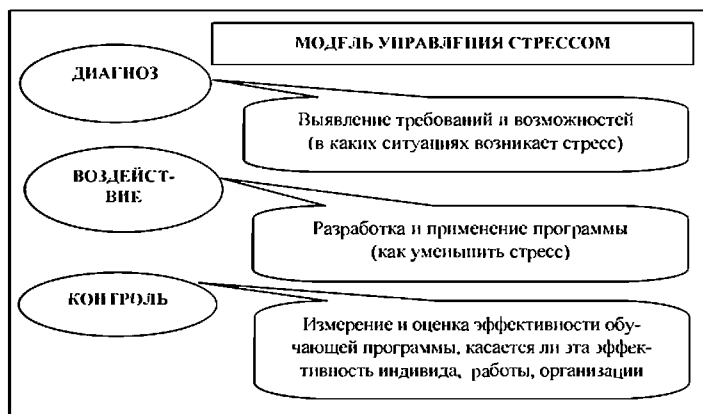 МОДЕЛЬ УПРАВЛЕНИЯ СТРЕССОМ
ДИАГНОЗ
Выявление требований и возможностей
(в каких ситуациях возникает стресс)
ВОЗДЕЙСТ-
ВИЕ
Разработка и применение программы
(как уменьшить стресс)
КОНТРОЛЬ
Измерение и оценка эффективности обу-
чающей программы, касается ли эта эффек-
тивность индивида, работы, организации